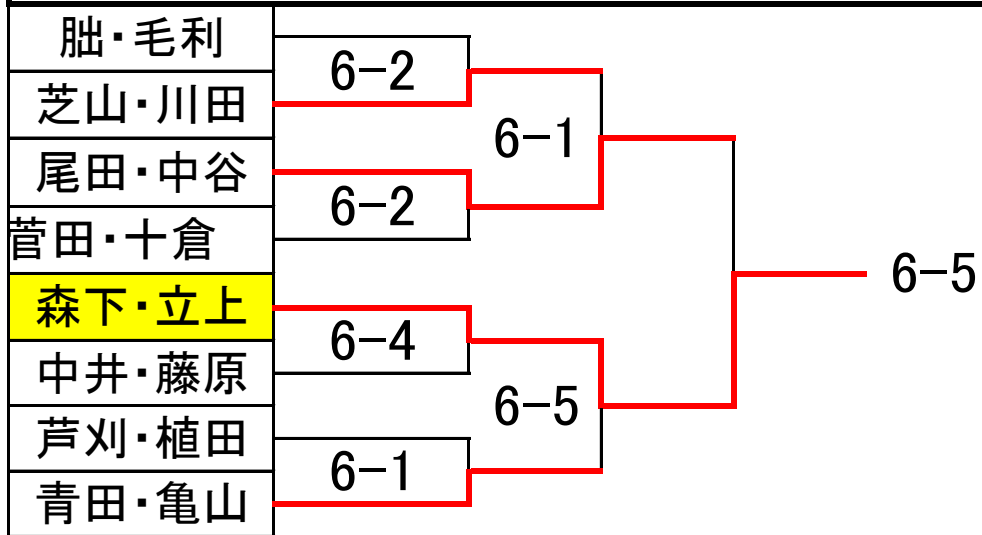 朏・毛利
6-2
芝山・川田
6-1
尾田・中谷
6-2
菅田・十倉
6-5
森下・立上
6-4
中井・藤原
6-5
芦刈・植田
6-1
青田・亀山